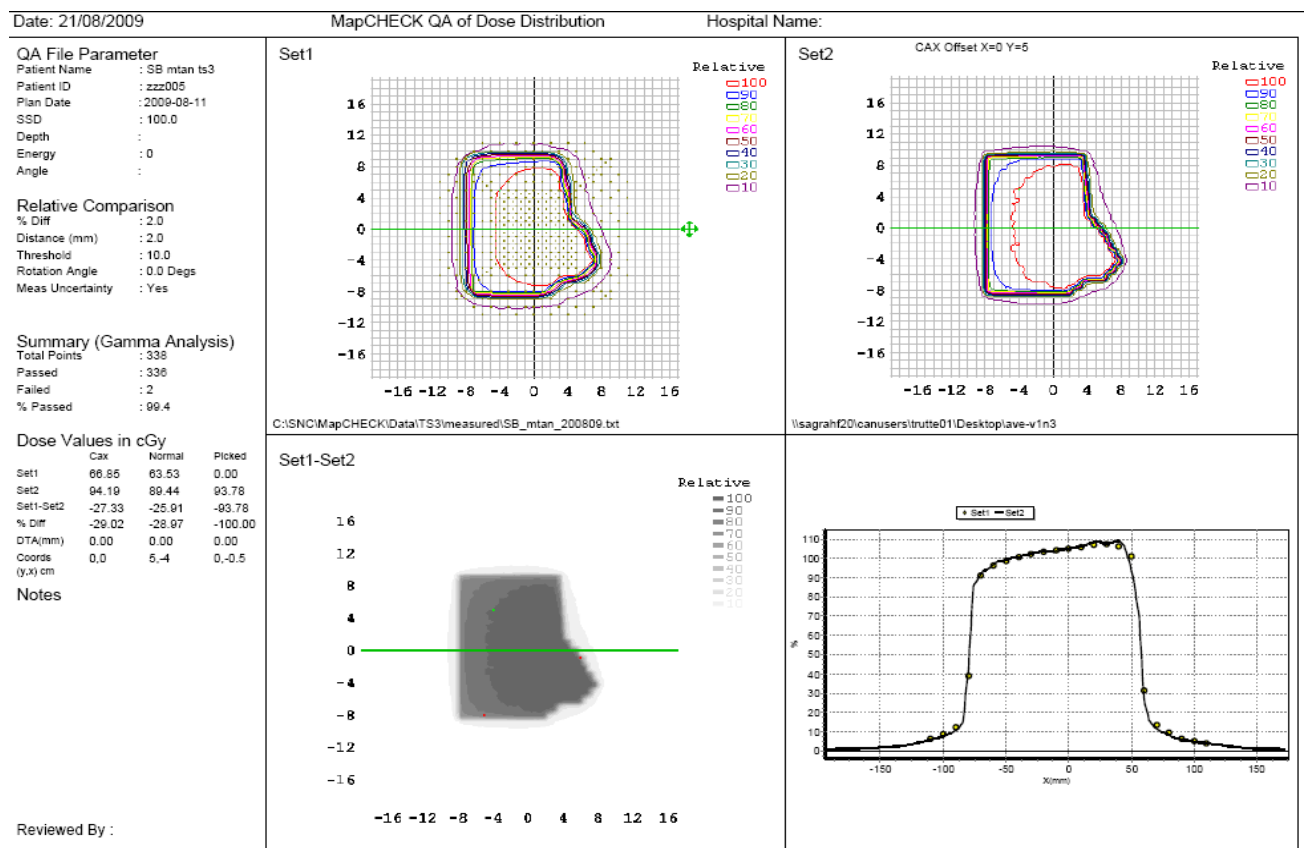 Date: 21/08/2009 MapCHECK QA of Dose Distribution Hospital Name:
QA File Parameter
Patient Name : SB mtan ts3
Patient ID : zzz005
Plan Date : 2009-08-11
SSD : 100.0
Depth :
Energy : 0
Angle :
Relative Comparison
% Diff : 2.0
Distance (mm) : 2.0
Threshold : 10.0
Rotation Angle : 0.0 Degs
Meas Uncertainty : Yes
Summary (Gamma Analysis)
Total Points : 338
Passed : 336
Failed : 2
% Passed : 99.4
Dose Values in cGy
Cax Normal Picked
Set1 66.85 63.53 0.00
Set2 94.19 89.44 93.78
Set1-Set2 -27.33 -25.91 -93.78
% Diff -29.02 -28.97 -100.00
DTA(mm) 0.00 0.00 0.00
Coords 0,0 5,-4 0,-0.5
(y,x) cm
Notes
Reviewed By :
Set1
Relative
100
90
80
70
60
50
40
30
20
10
16
12
8
4
0
-4
-8
-12
-16
-16 -12 -8 -4 0 4 8 12 16
C:\SNC\MapCHECK\Data\TS3\measured\SB_mtan_200809.txt
Set2
CAX Offset X=0 Y=5
Relative
100
90
80
70
60
50
40
30
20
10
16
12
8
4
0
-4
-8
-12
-16
-16 -12 -8 -4 0 4 8 12 16
\\sagrahf20\canusers\trutte01\Desktop\ave-v1n3
Set1-Set2
Relative
100
90
80
70
60
50
40
30
20
10
16
12
8
4
0
-4
-8
-12
-16
-16 -12 -8 -4 0 4 8 12 16
Set1 Set2
110
100
90
80
70
60
50
40
30
20
10
0
%
-150 -100 -50 0 50 100 150
X(mm)